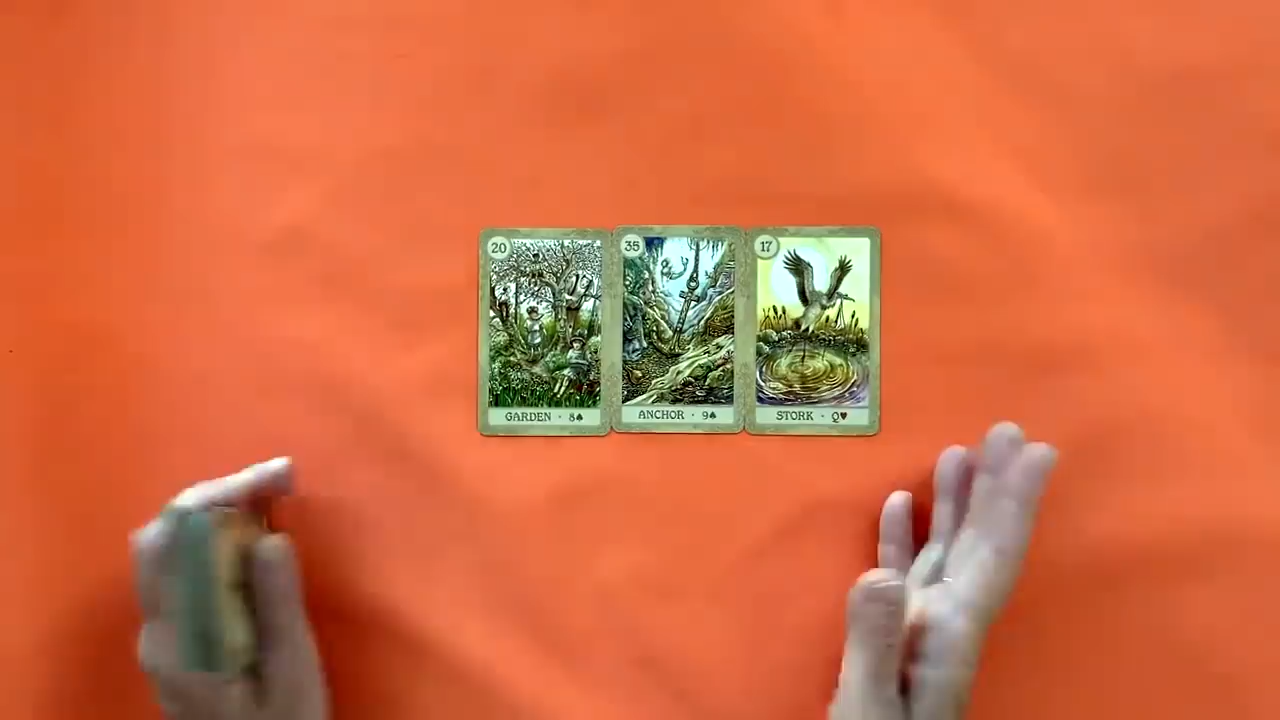 20
GARDEN · 8♠
35
ANCHOR · 9♠
17
STORK · Q♥